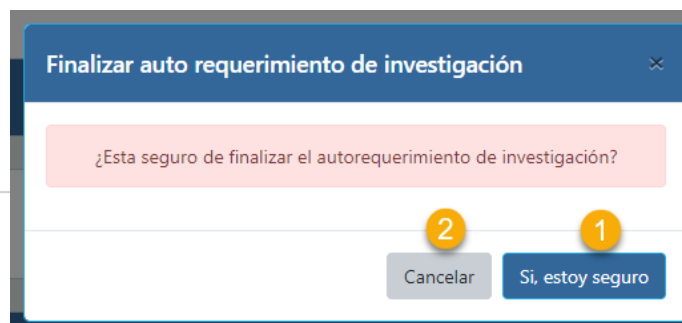 Finalizar auto requerimiento de investigación ×
¿Esta seguro de finalizar el autorequerimiento de investigación?
2 1
Cancelar Si, estoy seguro